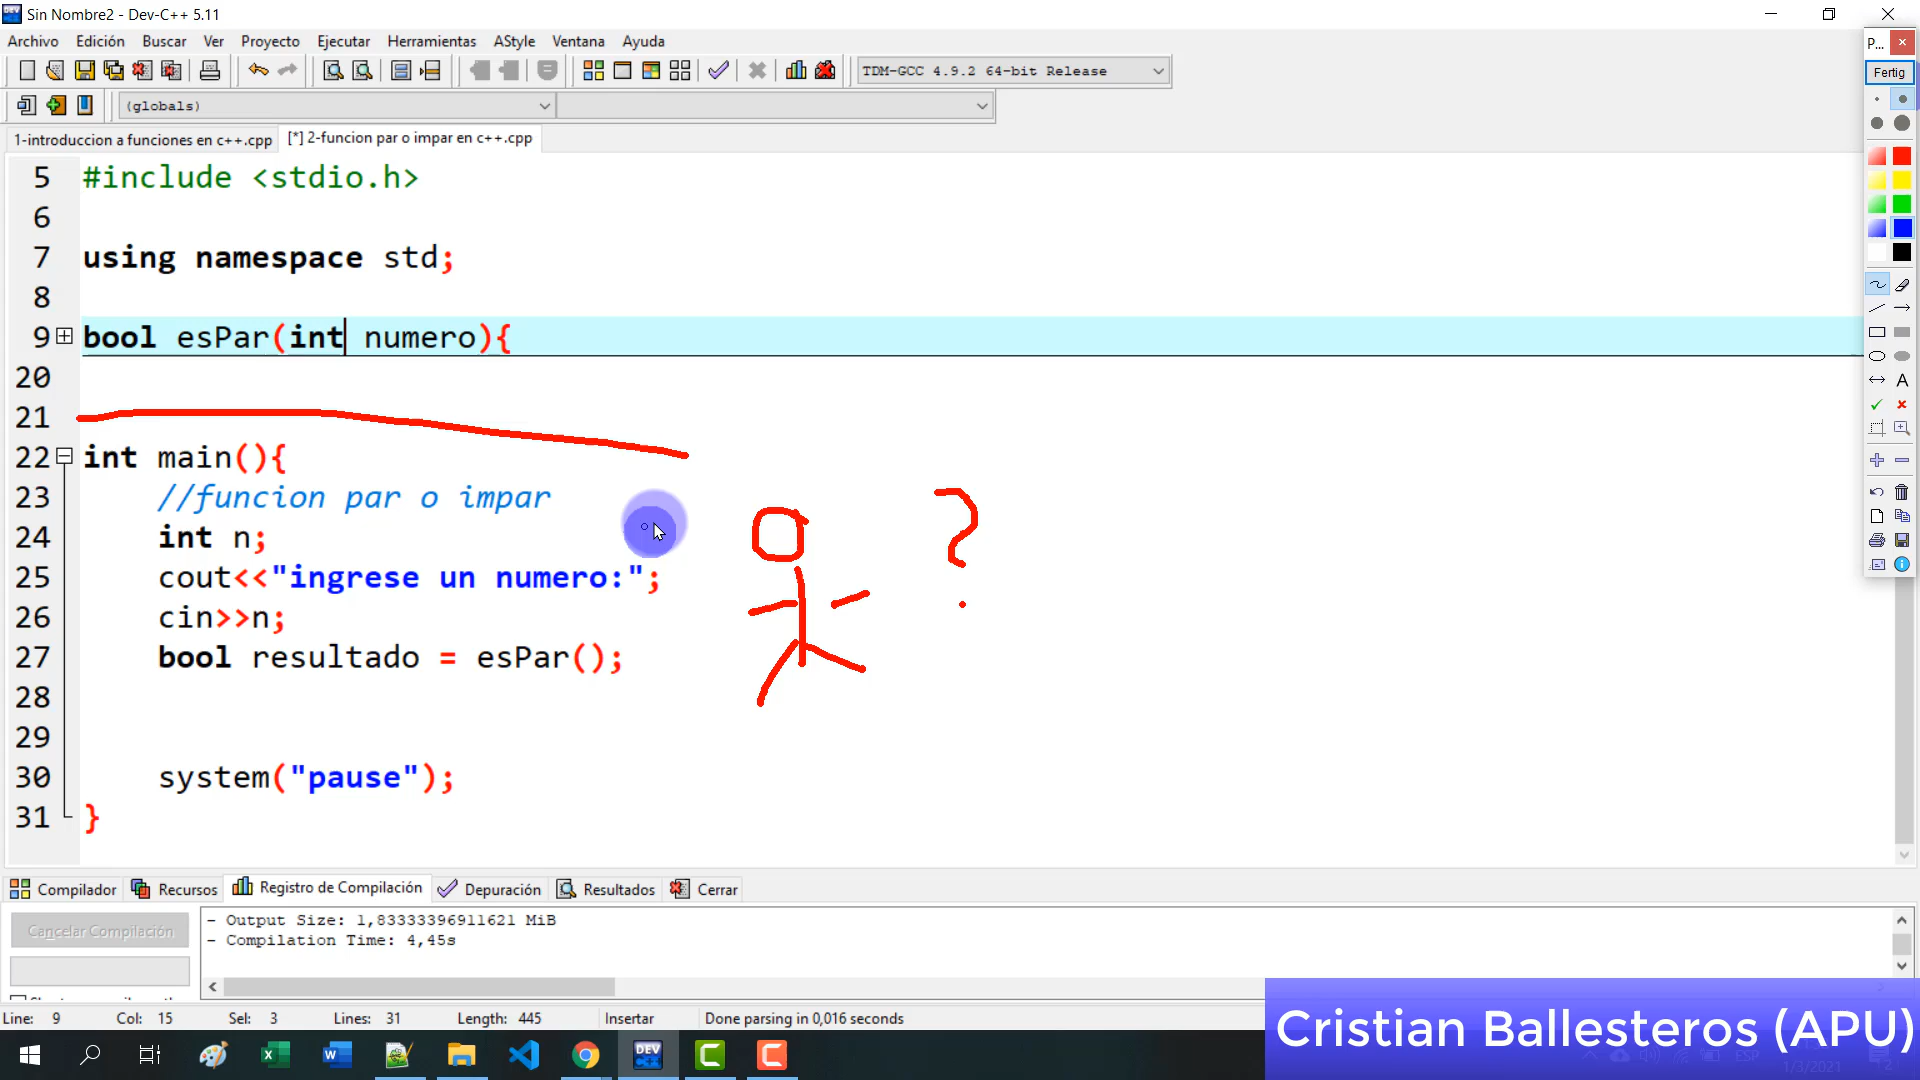 Sin Nombre2 - Dev-C++ 5.11
Archivo Edición Buscar Ver Proyecto Ejecutar Herramientas AStyle Ventana Ayuda
TDM-GCC 4.9.2 64-bit Release
(globals)
1-introduccion a funciones en c++.cpp [*] 2-funcion par o impar en c++.cpp
P...
Fertig
A
5 #include <stdio.h>
6
7 using namespace std;
8
9 bool esPar(int numero){
20
21
22 int main(){
23 //funcion par o impar
24 int n;
25 cout<<"ingrese un numero:";
26 cin>>n;
27 bool resultado = esPar();
28
29
30 system("pause");
31 }
?
Compilador Recursos Registro de Compilación Depuración Resultados Cerrar
Cancelar Compilación
- Output Size: 1,83333396911621 MiB
- Compilation Time: 4,45s
Line: 9 Col: 15 Sel: 3 Lines: 31 Length: 445 Insertar Done parsing in 0,016 seconds
Cristian Ballesteros (APU)
ESP
1/3/2021